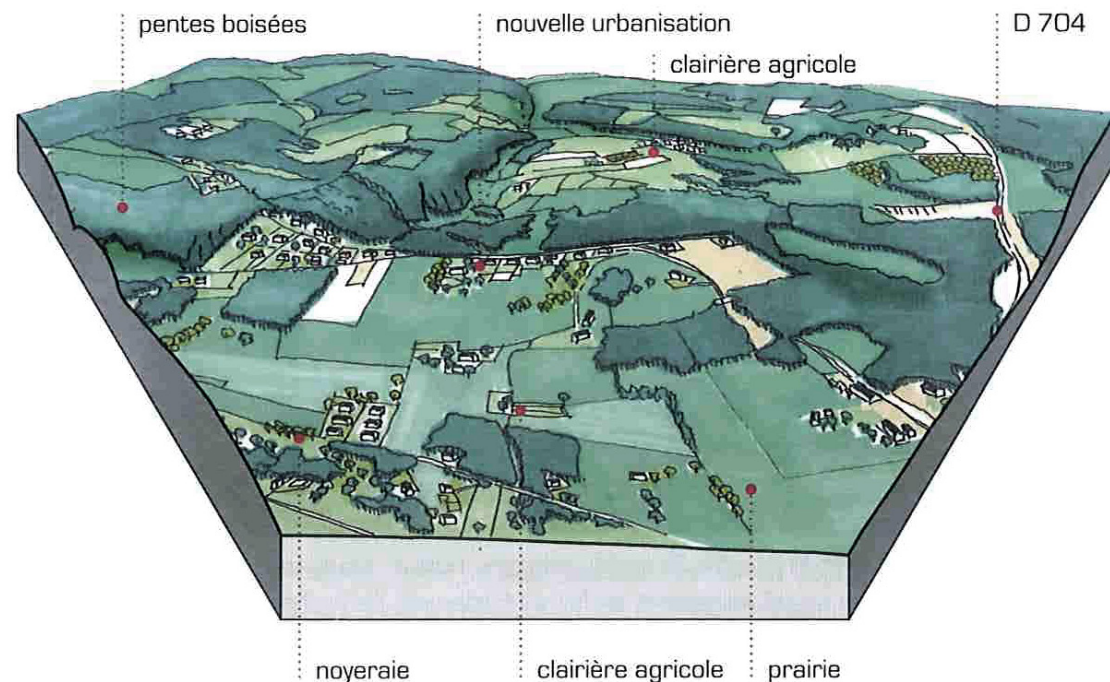 pentes boisées
nouvelle urbanisation
D 704
clairière agricole
noyeraie
clairière agricole
prairie